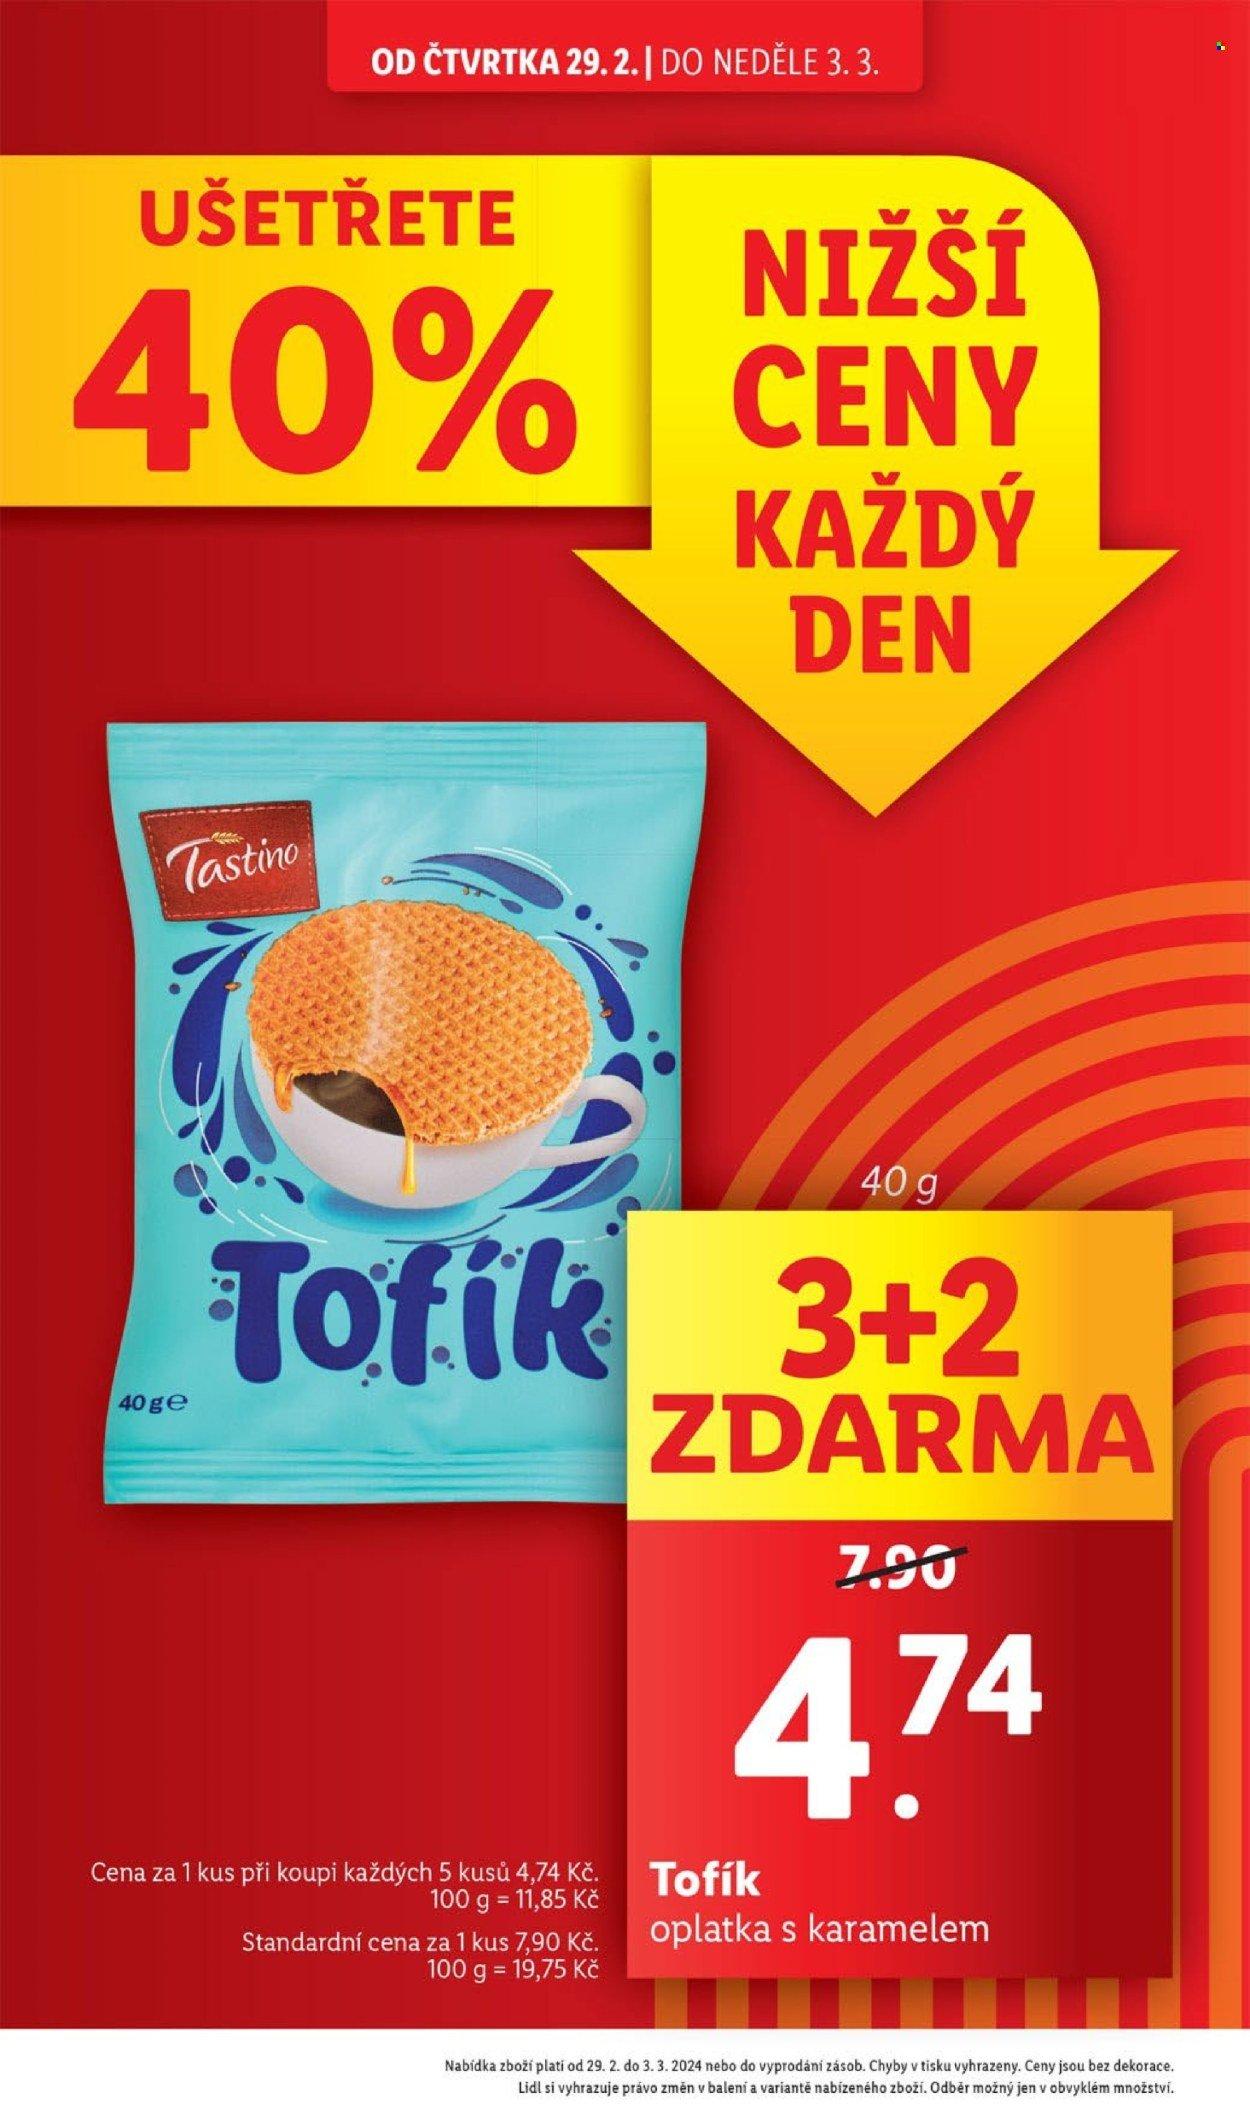 OD ČTVRTKA 29. 2. | DO NEDĚLE 3. 3.
UŠETŘETE
40%
NIŽŠÍ
CENY
KAŽDÝ
DEN
Tastino
Tofík
40 g e
40 g
3+2
ZDARMA
7.90
4.74
Tofík
oplatka s karamelem
Cena za 1 kus při koupi každých 5 kusů 4,74 Kč.
100 g = 11,85 Kč
Standardní cena za 1 kus 7,90 Kč.
100 g = 19,75 Kč
Nabídka zboží platí od 29. 2. do 3. 3. 2024 nebo do vyprodání zásob. Chyby v tisku vyhrazeny. Ceny jsou bez dekorace.
Lidl si vyhrazuje právo změn v balení a variantě nabízeného zboží. Odběr možný jen v obvyklém množství.